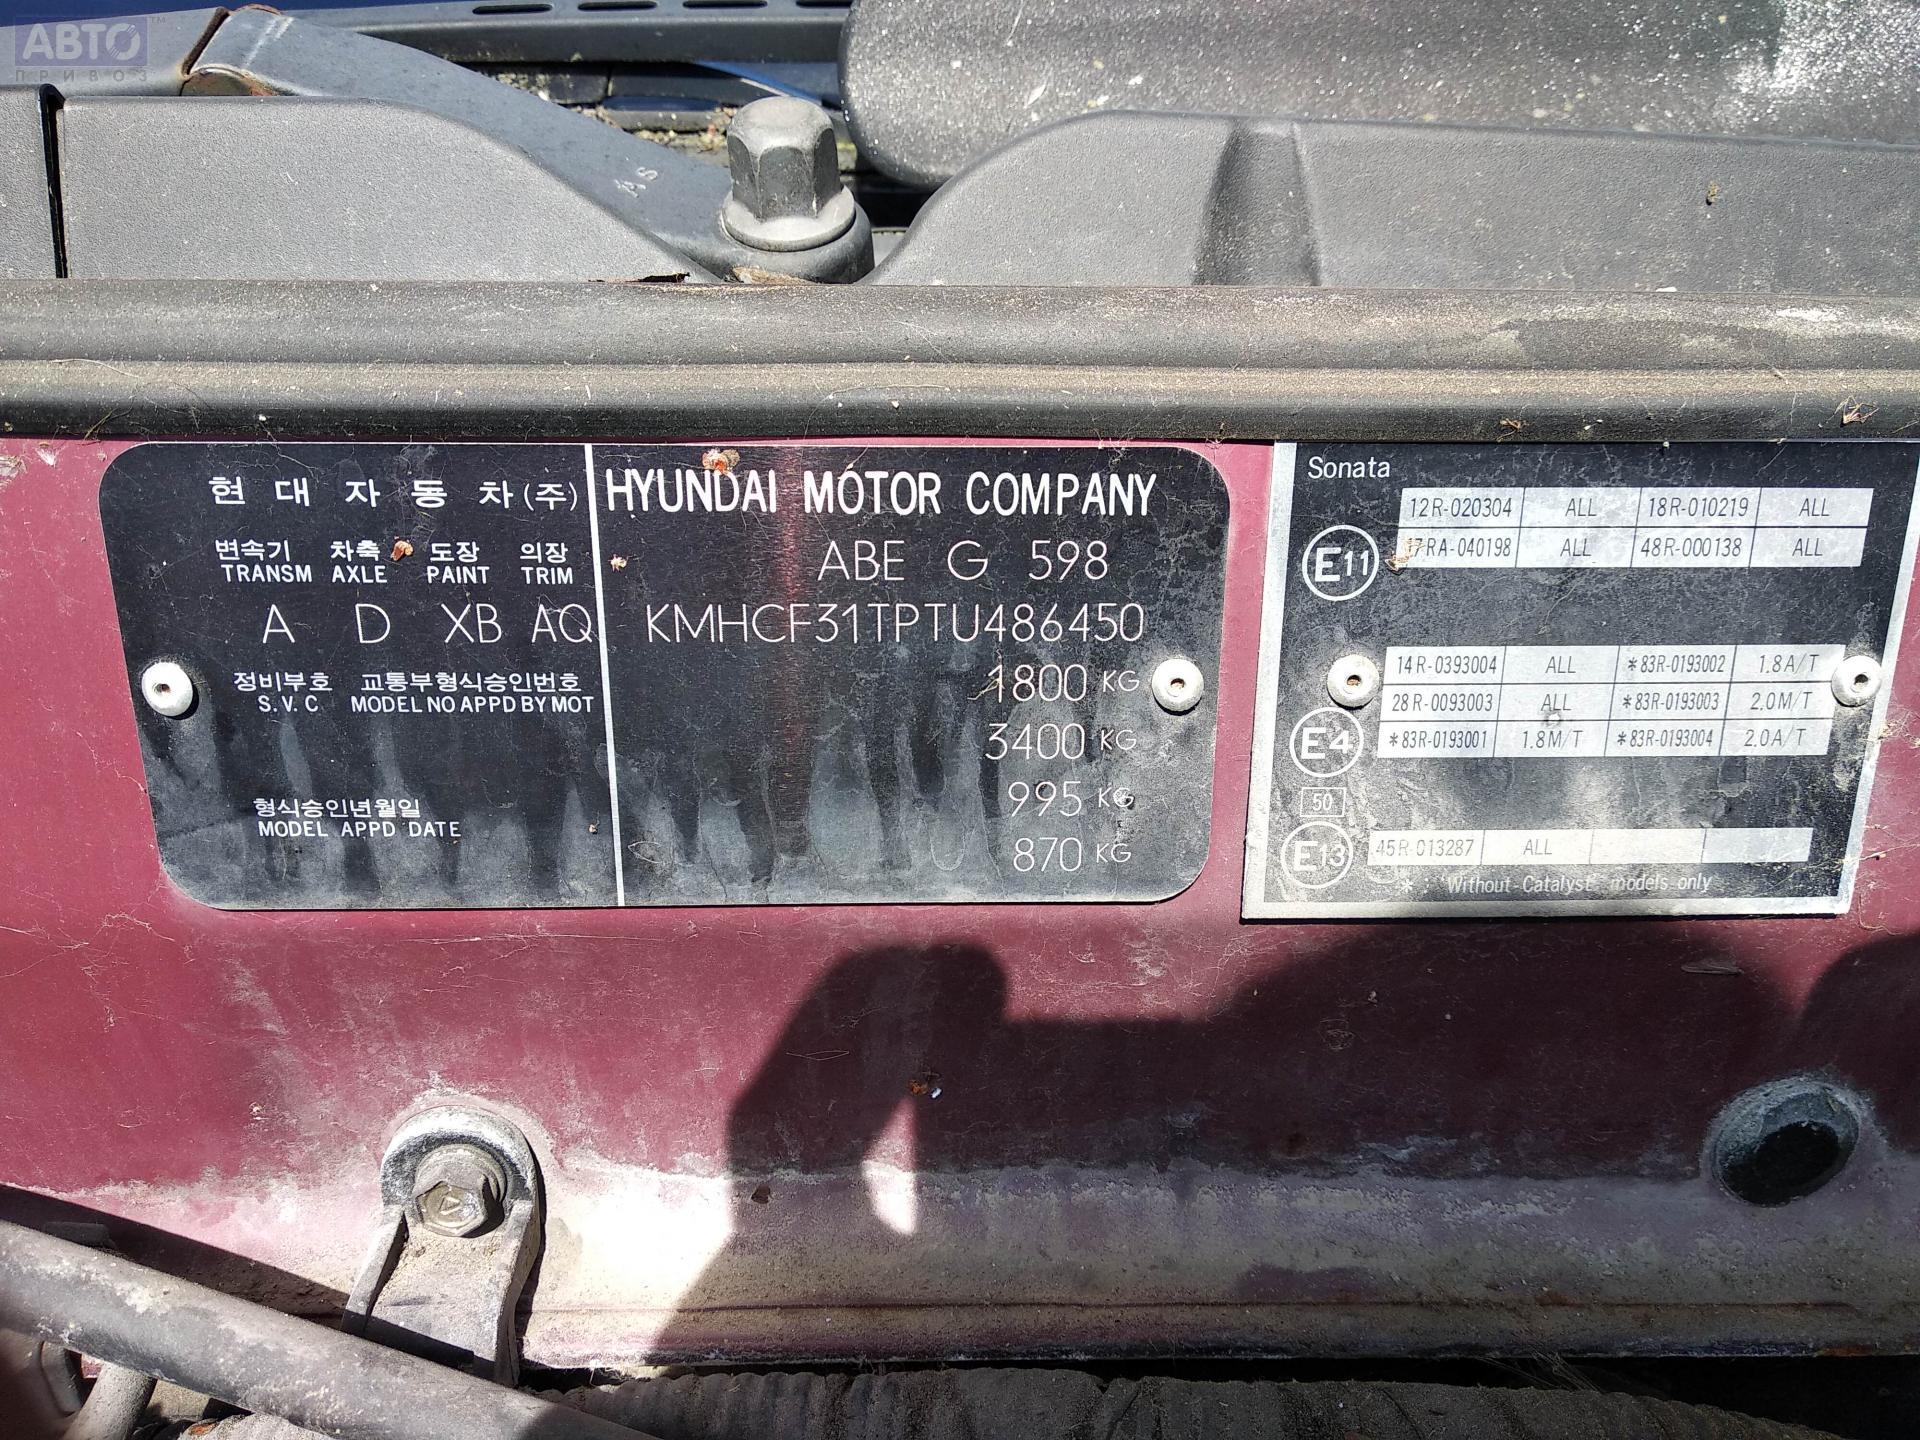 АВТО™
ПРИВОЗ
현대자동차(주) HYUNDAI MOTOR COMPANY
변속기 차축 도장 의장
TRANSM AXLE PAINT TRIM
A D XB AQ
정비부호 교통부형식승인번호
S.V.C MODEL NO APPD BY MOT
형식승인년월일
MODEL APPD DATE
ABE G 598
KMHCF31TPTU486450
1800 KG
3400 KG
995 KG
870 KG
Sonata
E11
12R-020304 ALL 18R-010219 ALL
17RA-040198 ALL 48R-000138 ALL
E4
14R-0393004 ALL *83R-0193002 1.8A/T
28R-0093003 ALL *83R-0193003 2.0M/T
*83R-0193001 1.8M/T *83R-0193004 2.0A/T
50
E13
45R-013287 ALL
* : Without Catalyst models only